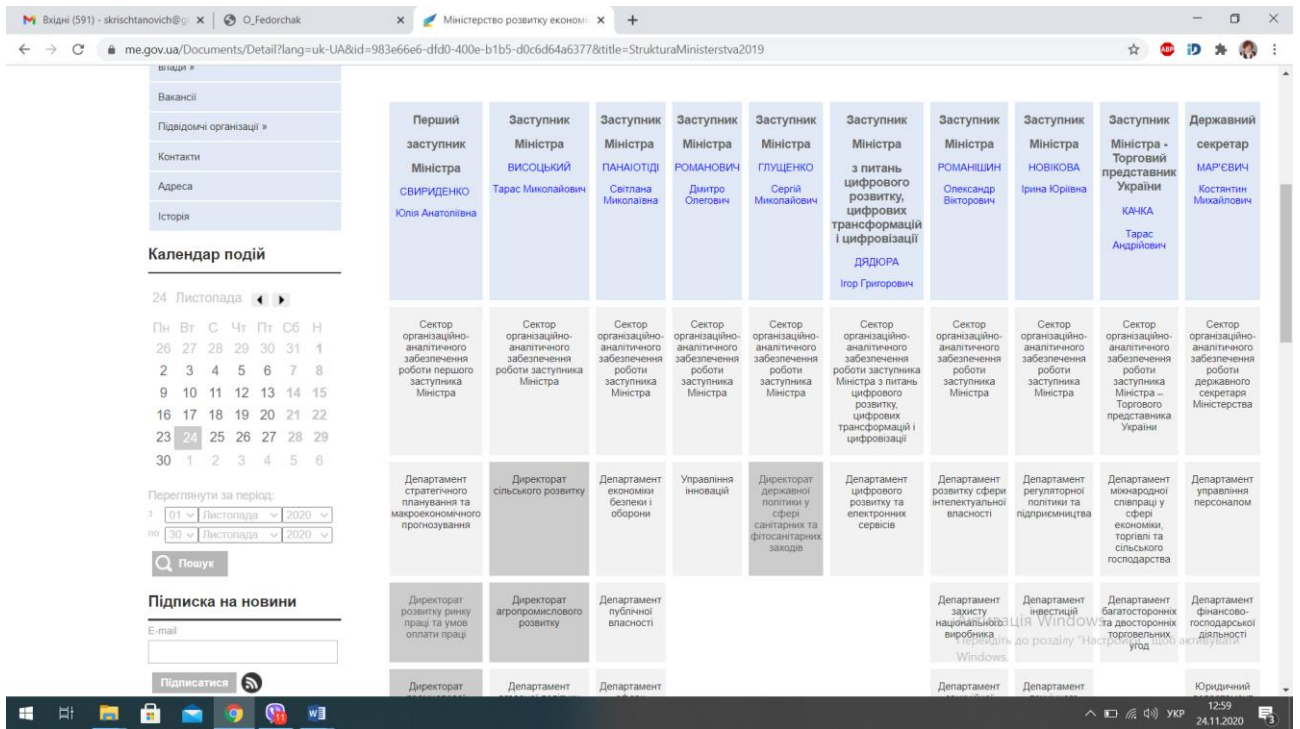 Вхідні (591) - skrischtanovich@g
O_Fedorchak
Міністерство розвитку економі
me.gov.ua/Documents/Detail?lang=uk-UA&id=983e66e6-dfd0-400e-b1b5-d0c6d64a6377&title=StrukturaMinisterstva2019
влади »
Вакансії
Підвідомчі організації »
Контакти
Адреса
Історія
Календар подій
24 Листопада
Пн Вт С Чт Пт Сб Н
26 27 28 29 30 31 1
2 3 4 5 6 7 8
9 10 11 12 13 14 15
16 17 18 19 20 21 22
23 24 25 26 27 28 29
30 1 2 3 4 5 6
Переглянути за період:
з 01 Листопада 2020
по 30 Листопада 2020
Пошук
Підписка на новини
E-mail
Підписатися
Перший
заступник
Міністра
СВИРИДЕНКО
Юлія Анатоліївна
Заступник
Міністра
ВИСОЦЬКИЙ
Тарас Миколайович
Заступник
Міністра
ПАНАІОТІДІ
Світлана
Миколаївна
Заступник
Міністра
РОМАНОВИЧ
Дмитро
Олегович
Заступник
Міністра
ГЛУЩЕНКО
Сергій
Миколайович
Заступник
Міністра
з питань
цифрового
розвитку,
цифрових
трансформацій
і цифровізації
ДЯДЮРА
Ігор Григорович
Заступник
Міністра
РОМАНІШИН
Олександр
Вікторович
Заступник
Міністра
НОВІКОВА
Ірина Юріївна
Заступник
Міністра -
Торговий
представник
України
КАЧКА
Тарас
Андрійович
Державний
секретар
МАР'ЄВИЧ
Костянтин
Михайлович
Сектор
організаційно-
аналітичного
забезпечення
роботи першого
заступника
Міністра
Сектор
організаційно-
аналітичного
забезпечення
роботи заступника
Міністра
Сектор
організаційно-
аналітичного
забезпечення
роботи
заступника
Міністра
Сектор
організаційно-
аналітичного
забезпечення
роботи
заступника
Міністра
Сектор
організаційно-
аналітичного
забезпечення
роботи
заступника
Міністра
Сектор
організаційно-
аналітичного
забезпечення
роботи заступника
Міністра з питань
цифрового
розвитку,
цифрових
трансформацій і
цифровізації
Сектор
організаційно-
аналітичного
забезпечення
роботи
заступника
Міністра
Сектор
організаційно-
аналітичного
забезпечення
роботи
заступника
Міністра
Сектор
організаційно-
аналітичного
забезпечення
роботи
заступника
Міністра –
Торгового
представника
України
Сектор
організаційно-
аналітичного
забезпечення
роботи
державного
секретаря
Міністерства
Департамент
стратегічного
планування та
макроекономічного
прогнозування
Директорат
сільського розвитку
Департамент
економіки
безпеки і
оборони
Управління
інновацій
Директорат
державної
політики у
сфері
санітарних та
фітосанітарних
заходів
Департамент
цифрового
розвитку та
електронних
сервісів
Департамент
розвитку сфери
інтелектуальної
власності
Департамент
регуляторної
політики та
підприємництва
Департамент
міжнародної
співпраці у
сфері
економіки,
торгівлі та
сільського
господарства
Департамент
управління
персоналом
Директорат
розвитку ринку
праці та умов
оплати праці
Директорат
агропромислового
розвитку
Департамент
публічної
власності
Департамент
захисту
національного
виробника
Департамент
інвестицій
Департамент
багатосторонніх
та двосторонніх
торговельних
угод
Департамент
фінансово-
господарської
діяльності
Директорат
Департамент
Департамент
Департамент
Департамент
Юридичний
Активація Windows
Перейдіть до розділу "Настройки", щоб активувати
Windows.
УКР
12:59
24.11.2020